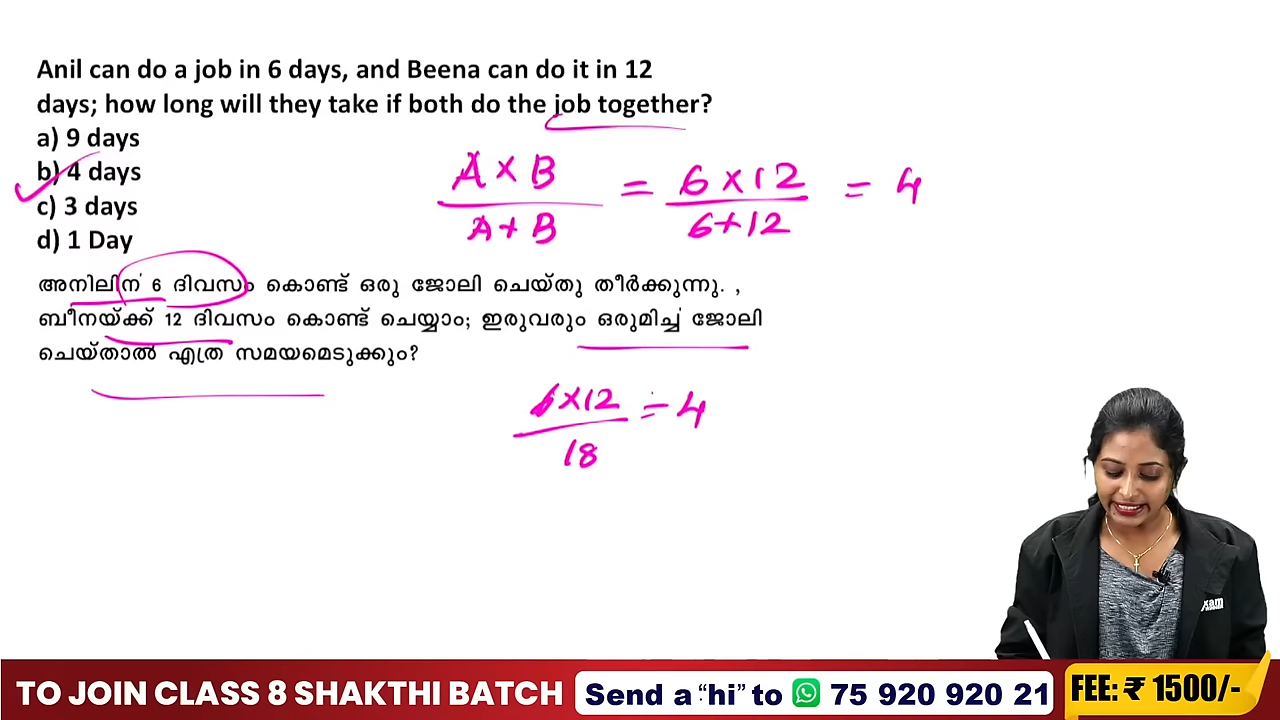 Anil can do a job in 6 days, and Beena can do it in 12
days; how long will they take if both do the job together?
a) 9 days
b) 4 days
c) 3 days
d) 1 Day
A × B / A + B = 6 × 12 / 6 + 12 = 4
അനിലിന് 6 ദിവസം കൊണ്ട് ഒരു ജോലി ചെയ്തു തീർക്കുന്നു. ,
ബീനയ്ക്ക് 12 ദിവസം കൊണ്ട് ചെയ്യാം; ഇരുവരും ഒരുമിച്ച് ജോലി
ചെയ്താൽ എത്ര സമയമെടുക്കും?
6 × 12 / 18 = 4
TO JOIN CLASS 8 SHAKTHI BATCH Send a “hi” to 75 920 920 21 FEE: ₹ 1500/-